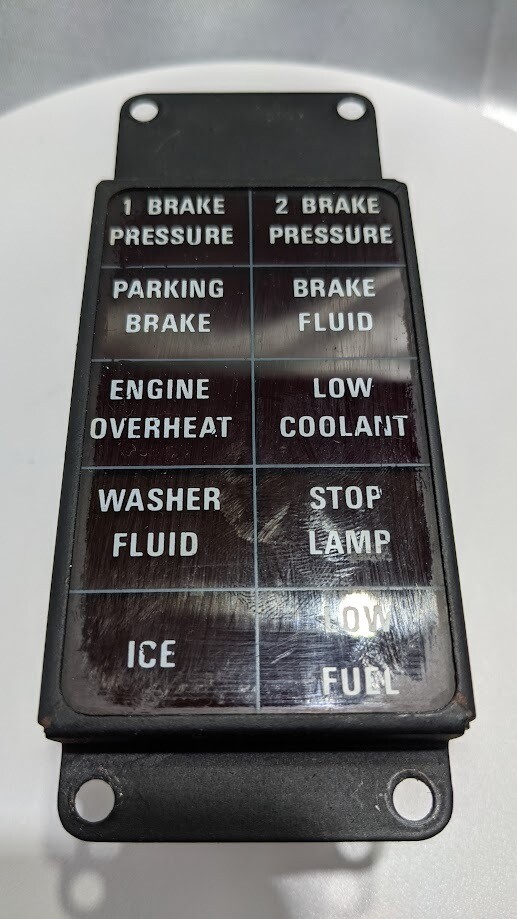 1 BRAKE
PRESSURE
2 BRAKE
PRESSURE
PARKING
BRAKE
BRAKE
FLUID
ENGINE
OVERHEAT
LOW
COOLANT
WASHER
FLUID
STOP
LAMP
ICE
LOW
FUEL